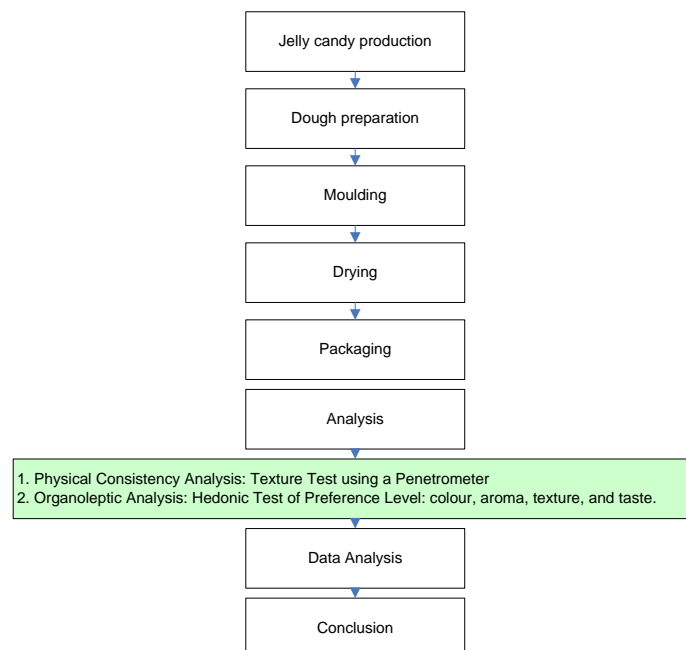 Jelly candy production
Dough preparation
Moulding
Drying
Packaging
Analysis
1. Physical Consistency Analysis: Texture Test using a Penetrometer
2. Organoleptic Analysis: Hedonic Test of Preference Level: colour, aroma, texture, and taste.
Data Analysis
Conclusion